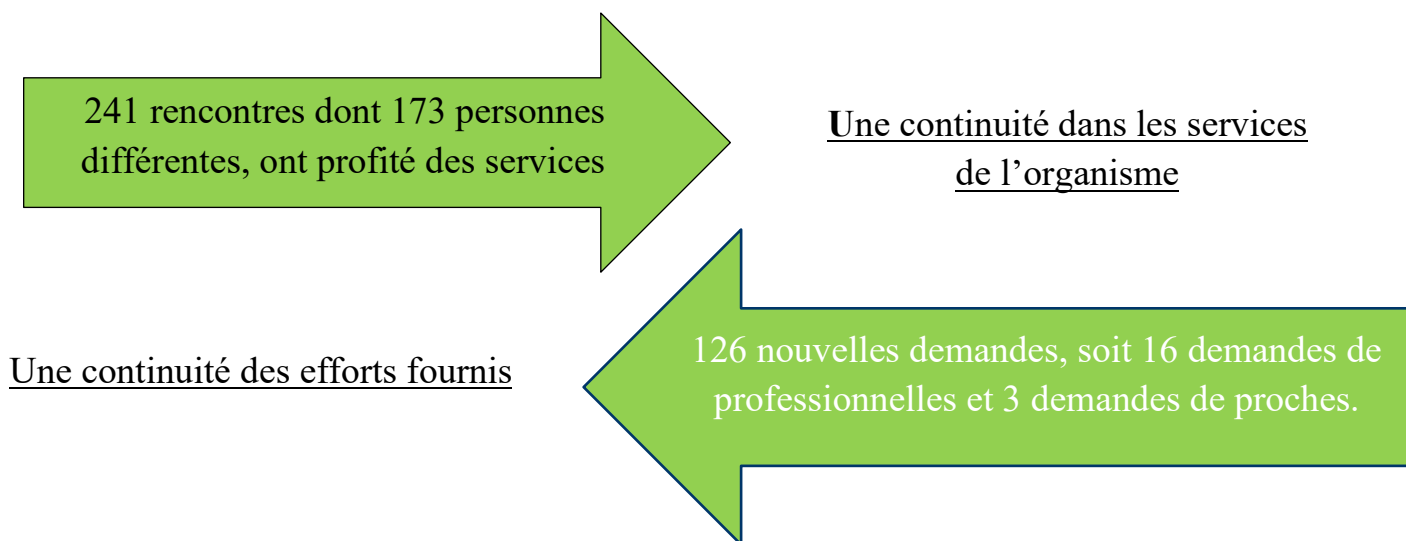 241 rencontres dont 173 personnes
différentes, ont profité des services
Une continuité dans les services
de l’organisme
Une continuité des efforts fournis
126 nouvelles demandes, soit 16 demandes de
professionnelles et 3 demandes de proches.